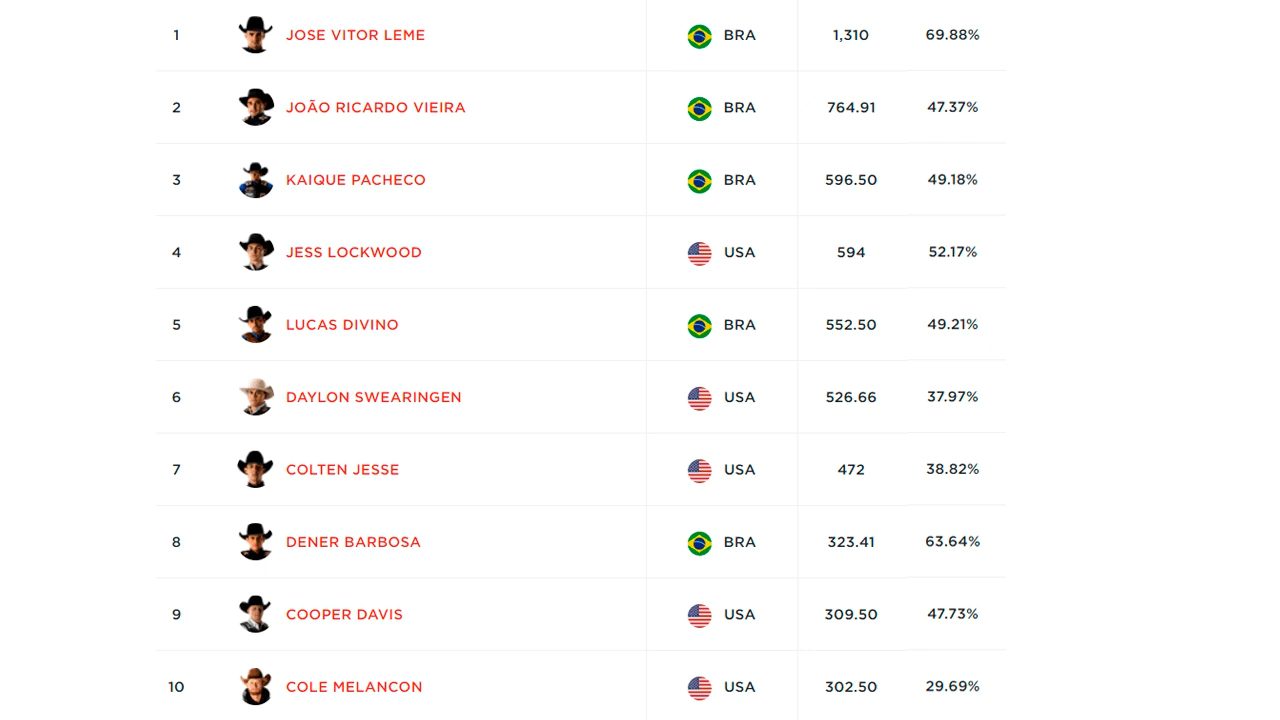 1 JOSE VITOR LEME BRA 1,310 69.88%
2 JOÃO RICARDO VIEIRA BRA 764.91 47.37%
3 KAIQUE PACHECO BRA 596.50 49.18%
4 JESS LOCKWOOD USA 594 52.17%
5 LUCAS DIVINO BRA 552.50 49.21%
6 DAYLON SWEARINGEN USA 526.66 37.97%
7 COLTEN JESSE USA 472 38.82%
8 DENER BARBOSA BRA 323.41 63.64%
9 COOPER DAVIS USA 309.50 47.73%
10 COLE MELANCON USA 302.50 29.69%